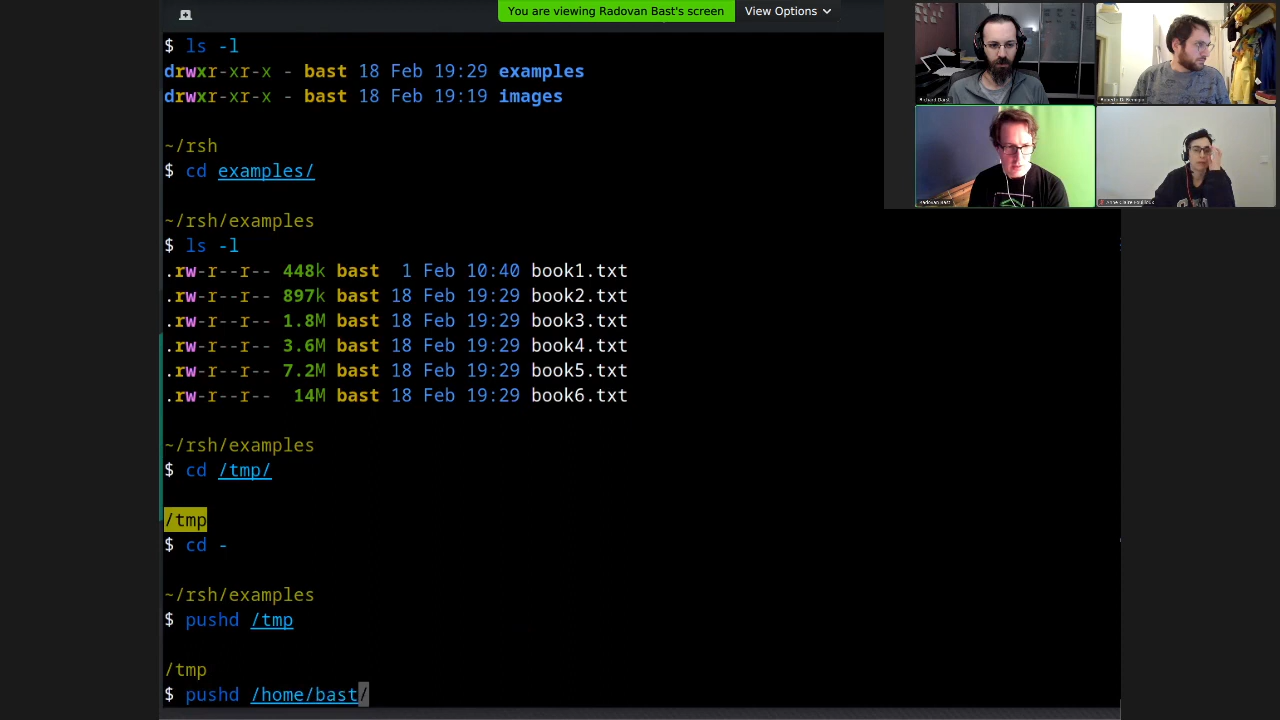 You are viewing Radovan Bast's screen View Options
$ ls -l
drwxr-xr-x - bast 18 Feb 19:29 examples
drwxr-xr-x - bast 18 Feb 19:19 images
~/rsh
$ cd examples/
~/rsh/examples
$ ls -l
.rw-r--r-- 448k bast 1 Feb 10:40 book1.txt
.rw-r--r-- 897k bast 18 Feb 19:29 book2.txt
.rw-r--r-- 1.8M bast 18 Feb 19:29 book3.txt
.rw-r--r-- 3.6M bast 18 Feb 19:29 book4.txt
.rw-r--r-- 7.2M bast 18 Feb 19:29 book5.txt
.rw-r--r-- 14M bast 18 Feb 19:29 book6.txt
~/rsh/examples
$ cd /tmp/
/tmp
$ cd -
~/rsh/examples
$ pushd /tmp
/tmp
$ pushd /home/bast/
Richard Darst
Radovan Bast